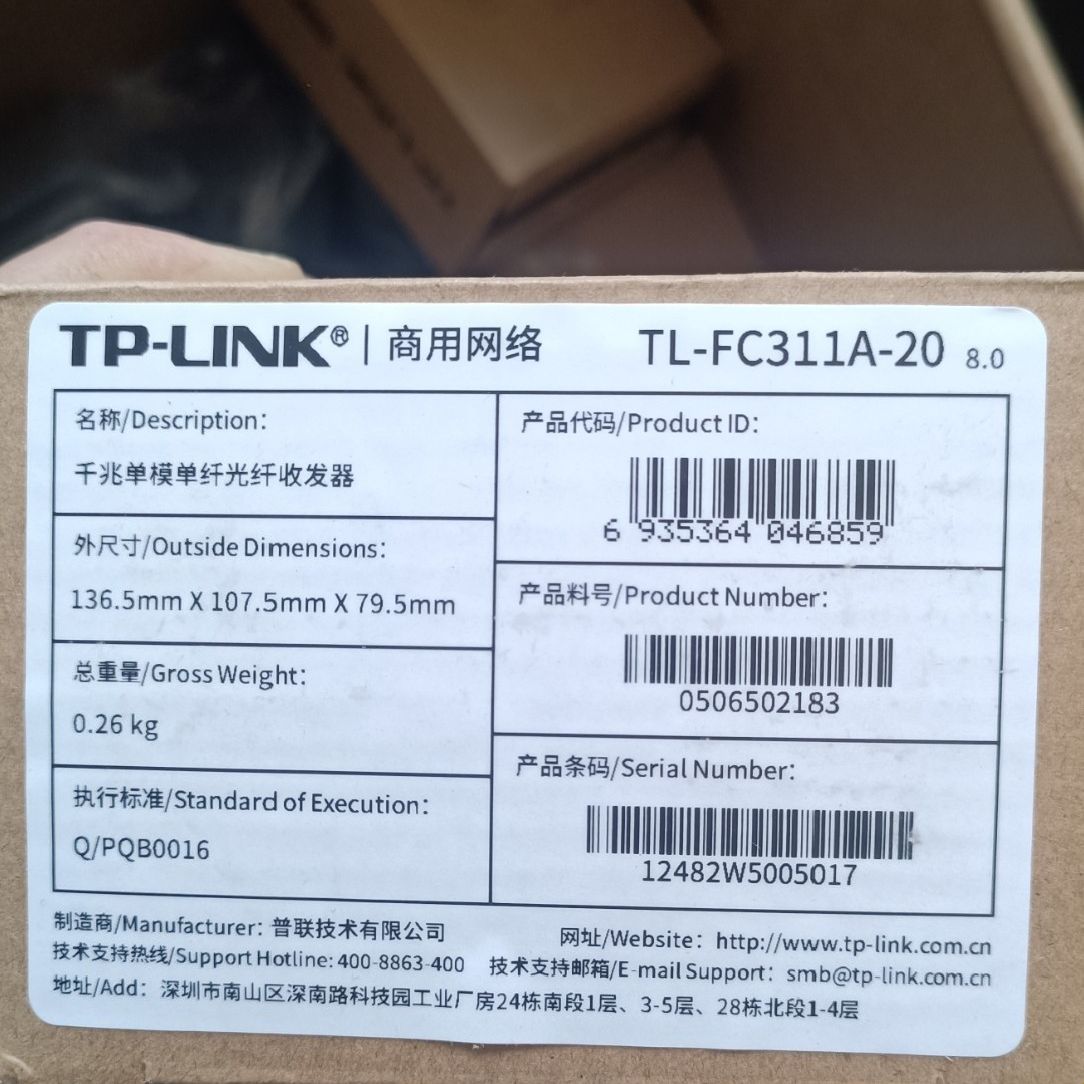 TP-LINK® | 商用网络
TL-FC311A-20 8.0
名称/Description:
千兆单模单纤光纤收发器
外尺寸/Outside Dimensions:
136.5mm X 107.5mm X 79.5mm
总重量/Gross Weight:
0.26 kg
执行标准/Standard of Execution:
Q/PQB0016
产品代码/Product ID:
6 935364 046859
产品料号/Product Number:
0506502183
产品条码/Serial Number:
12482W5005017
制造商/Manufacturer: 普联技术有限公司
网址/Website: http://www.tp-link.com.cn
技术支持热线/Support Hotline: 400-8863-400
技术支持邮箱/E-mail Support: smb@tp-link.com.cn
地址/Add: 深圳市南山区深南路科技园工业厂房24栋南段1层、3-5层、28栋北段1-4层